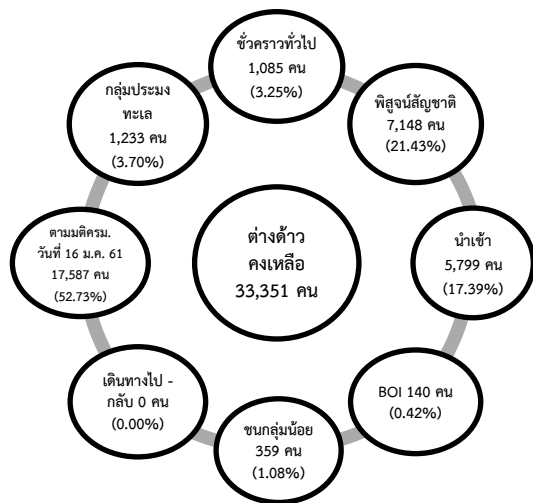 ชั่วคราวทั่วไป
1,085 คน
(3.25%)
พิสูจน์สัญชาติ
7,148 คน
(21.43%)
นำเข้า
5,799 คน
(17.39%)
BOI 140 คน
(0.42%)
ชนกลุ่มน้อย
359 คน
(1.08%)
เดินทางไป -
กลับ 0 คน
(0.00%)
ตามมติครม.
วันที่ 16 ม.ค. 61
17,587 คน
(52.73%)
กลุ่มประมง
ทะเล
1,233 คน
(3.70%)
ต่างด้าว
คงเหลือ
33,351 คน